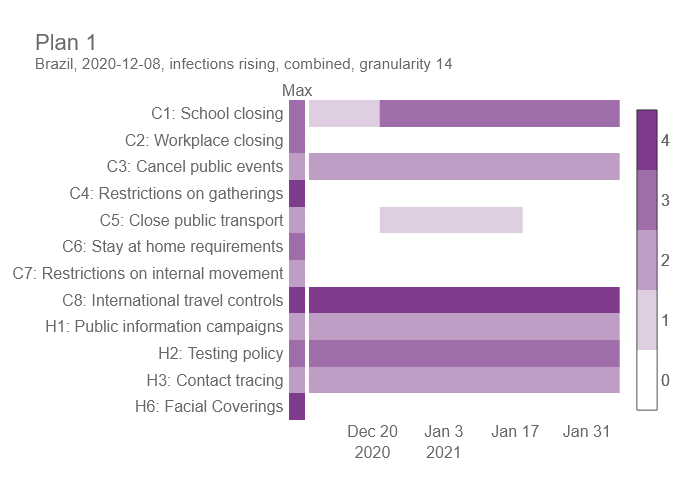 Plan 1
Brazil, 2020-12-08, infections rising, combined, granularity 14
Max
C1: School closing
C2: Workplace closing
C3: Cancel public events
C4: Restrictions on gatherings
C5: Close public transport
C6: Stay at home requirements
C7: Restrictions on internal movement
C8: International travel controls
H1: Public information campaigns
H2: Testing policy
H3: Contact tracing
H6: Facial Coverings
4
3
2
1
0
Dec 20 Jan 3 Jan 17 Jan 31
2020 2021